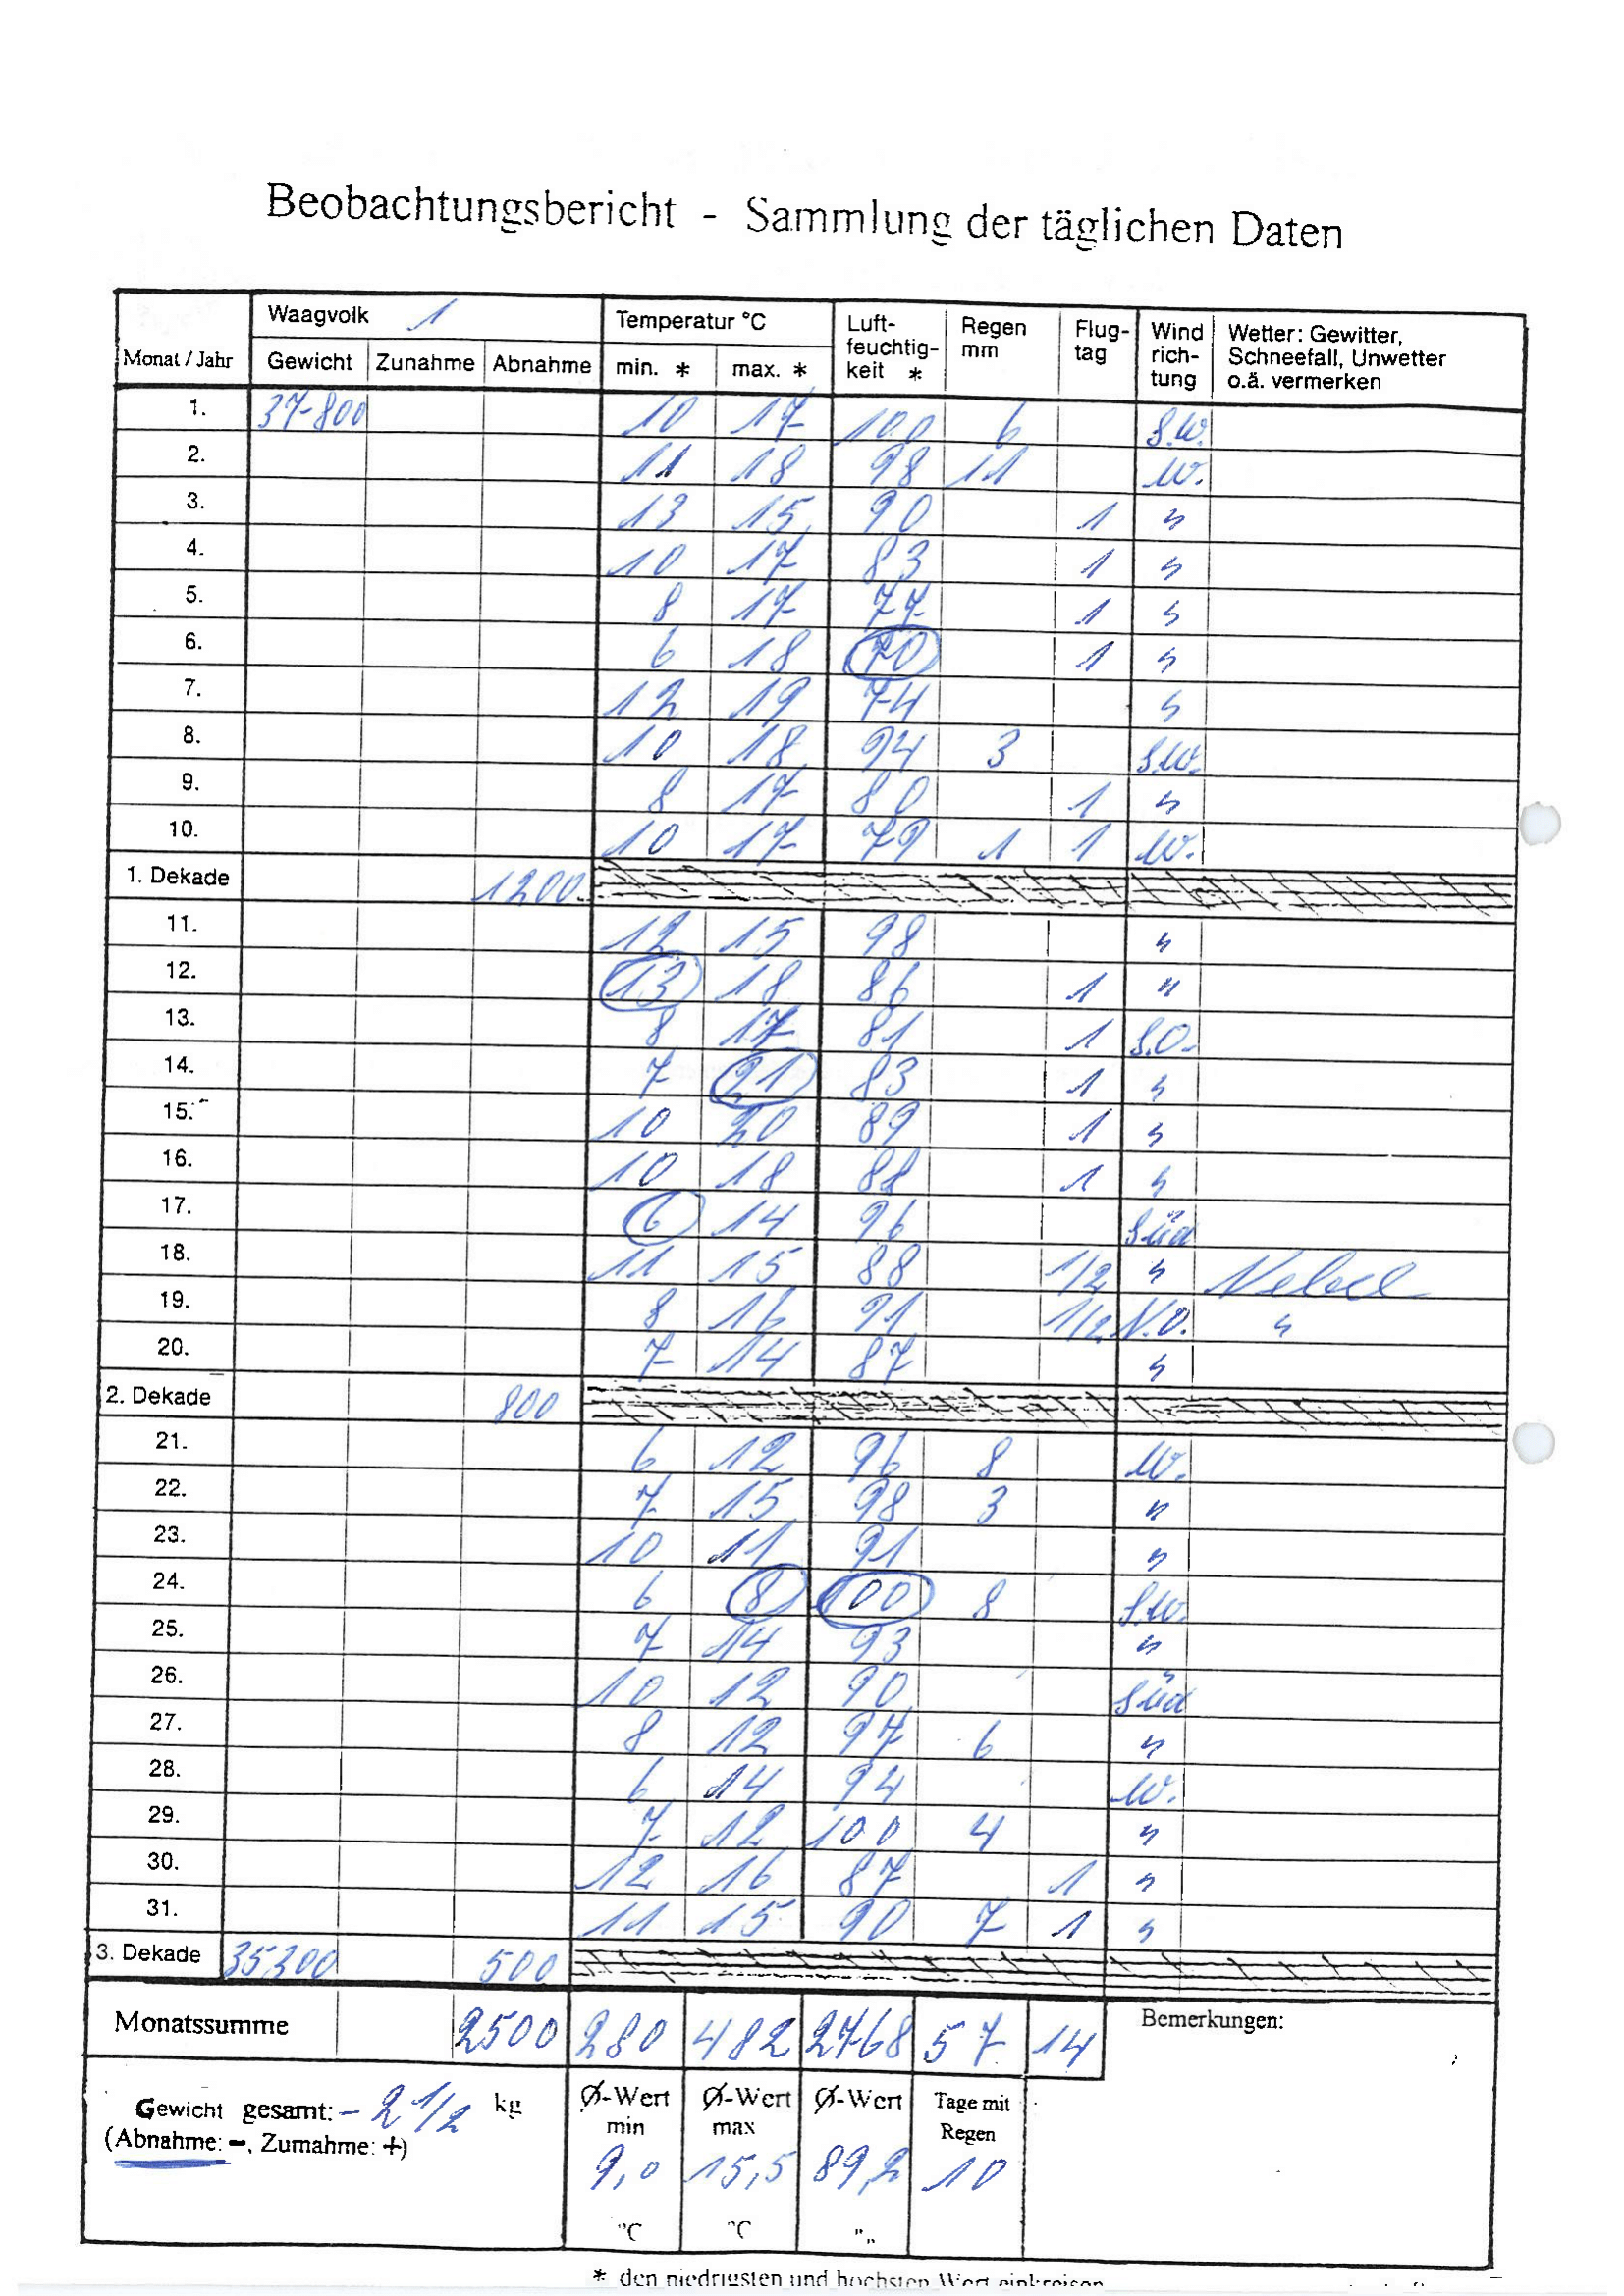 Beobachtungsbericht - Sammlung der täglichen Daten
Monat / Jahr Waagvolk 1 Temperatur °C Luft-feuchtig-keit * Regen mm Flug-tag Wind rich-tung Wetter: Gewitter, Schneefall, Unwetter o.ä. vermerken
Gewicht Zunahme Abnahme min. * max. *
1. 37-800 10 17 100 6 S.W.
2. 11 18 98 11 W.
3. 13 15 90 1 "
4. 10 17 83 1 "
5. 8 17 77 1 "
6. 6 18 70 1 "
7. 12 19 74 "
8. 10 18 94 3 S.W.
9. 8 17 80 1 "
10. 10 17 79 1 1 W.
1. Dekade 1200.
11. 12 15 98 "
12. 13 18 86 1 "
13. 8 17 81 1 S.O.
14. 7 21 83 1 "
15. 10 20 89 1 "
16. 10 18 88 1 "
17. 6 14 96 Süd
18. 11 15 88 1/2 " Nebel
19. 8 16 91 1/2 N.O. "
20. 7 14 87 "
2. Dekade 800
21. 6 12 96 8 W.
22. 7 15 98 3 "
23. 10 11 91 "
24. 6 8 100 8 S.W.
25. 7 14 93 "
26. 10 12 90 Süd
27. 8 12 97 6 "
28. 6 14 94 W.
29. 7 12 100 4 "
30. 12 16 87 1 "
31. 11 15 90 7 1 "
3. Dekade 35300 500
Monatssumme 2500 280 482 2768 57 14 Bemerkungen:
Gewicht gesamt: - 2 1/2 kg
(Abnahme: -, Zumahme: +)
Ø-Wert min Ø-Wert max Ø-Wert Tage mit Regen
9,0 15,5 89,2 10
°C °C "„
* den niedrigsten und höchsten Wert einkreisen